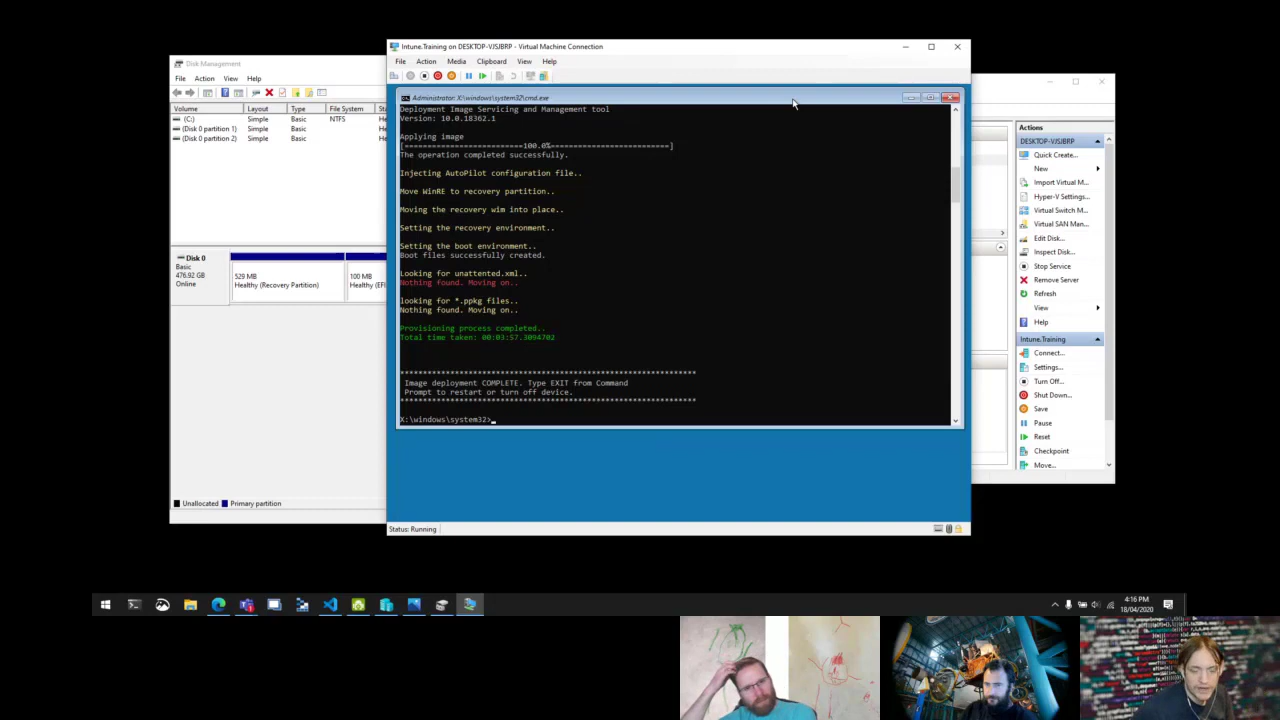 Disk Management
File Action View Help
Volume Layout Type File System Sta
(C:) Simple Basic NTFS He
(Disk 0 partition 1) Simple Basic He
(Disk 0 partition 2) Simple Basic He
Disk 0
Basic
476.92 GB
Online
529 MB
Healthy (Recovery Partition)
100 MB
Healthy (EFI
Unallocated Primary partition
Intune.Training on DESKTOP-VJSJBRP - Virtual Machine Connection
File Action Media Clipboard View Help
Administrator: X:\windows\system32\cmd.exe
Deployment Image Servicing and Management tool
Version: 10.0.18362.1
Applying image
[==========================100.0%==========================]
The operation completed successfully.
Injecting AutoPilot configuration file..
Move WinRE to recovery partition..
Moving the recovery wim into place..
Setting the recovery environment..
Setting the boot environment..
Boot files successfully created.
Looking for unattented.xml..
Nothing found. Moving on..
looking for *.ppkg files..
Nothing found. Moving on..
Provisioning process completed..
Total time taken: 00:03:57.3094702
*****************************************************************
Image deployment COMPLETE. Type EXIT from Command
Prompt to restart or turn off device.
*****************************************************************
X:\windows\system32>_
Status: Running
Actions
DESKTOP-VJSJBRP
Quick Create...
New
Import Virtual M...
Hyper-V Settings...
Virtual Switch M...
Virtual SAN Man...
Edit Disk...
Inspect Disk...
Stop Service
Remove Server
Refresh
View
Help
Intune.Training
Connect...
Settings...
Turn Off...
Shut Down...
Save
Pause
Reset
Checkpoint
Move...
4:16 PM
18/04/2020